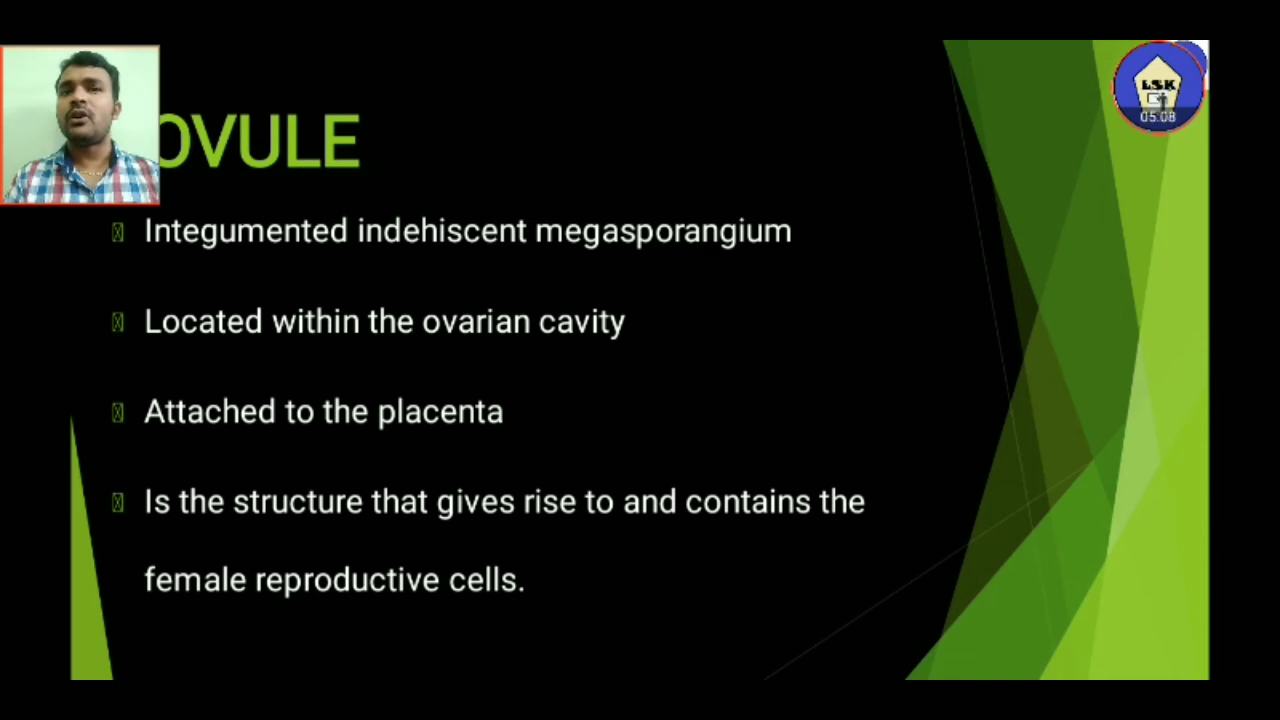 OVULE
LSK
05:08
Integumented indehiscent megasporangium
Located within the ovarian cavity
Attached to the placenta
Is the structure that gives rise to and contains the
female reproductive cells.